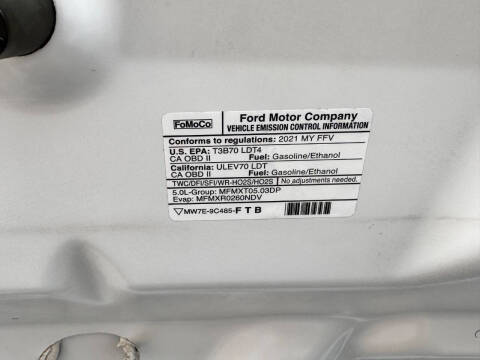 FoMoCo
Ford Motor Company
VEHICLE EMISSION CONTROL INFORMATION
Conforms to regulations: 2021 MY FFV
U.S. EPA: T3B70 LDT4
CA OBD II Fuel: Gasoline/Ethanol
California: ULEV70 LDT
CA OBD II Fuel: Gasoline/Ethanol
TWC/DFI/SFI/WR-HO2S/HO2S No adjustments needed.
5.0L-Group: MFMXT05.03DP
Evap: MFMXR0260NDV
MW7E-9C485-F T B